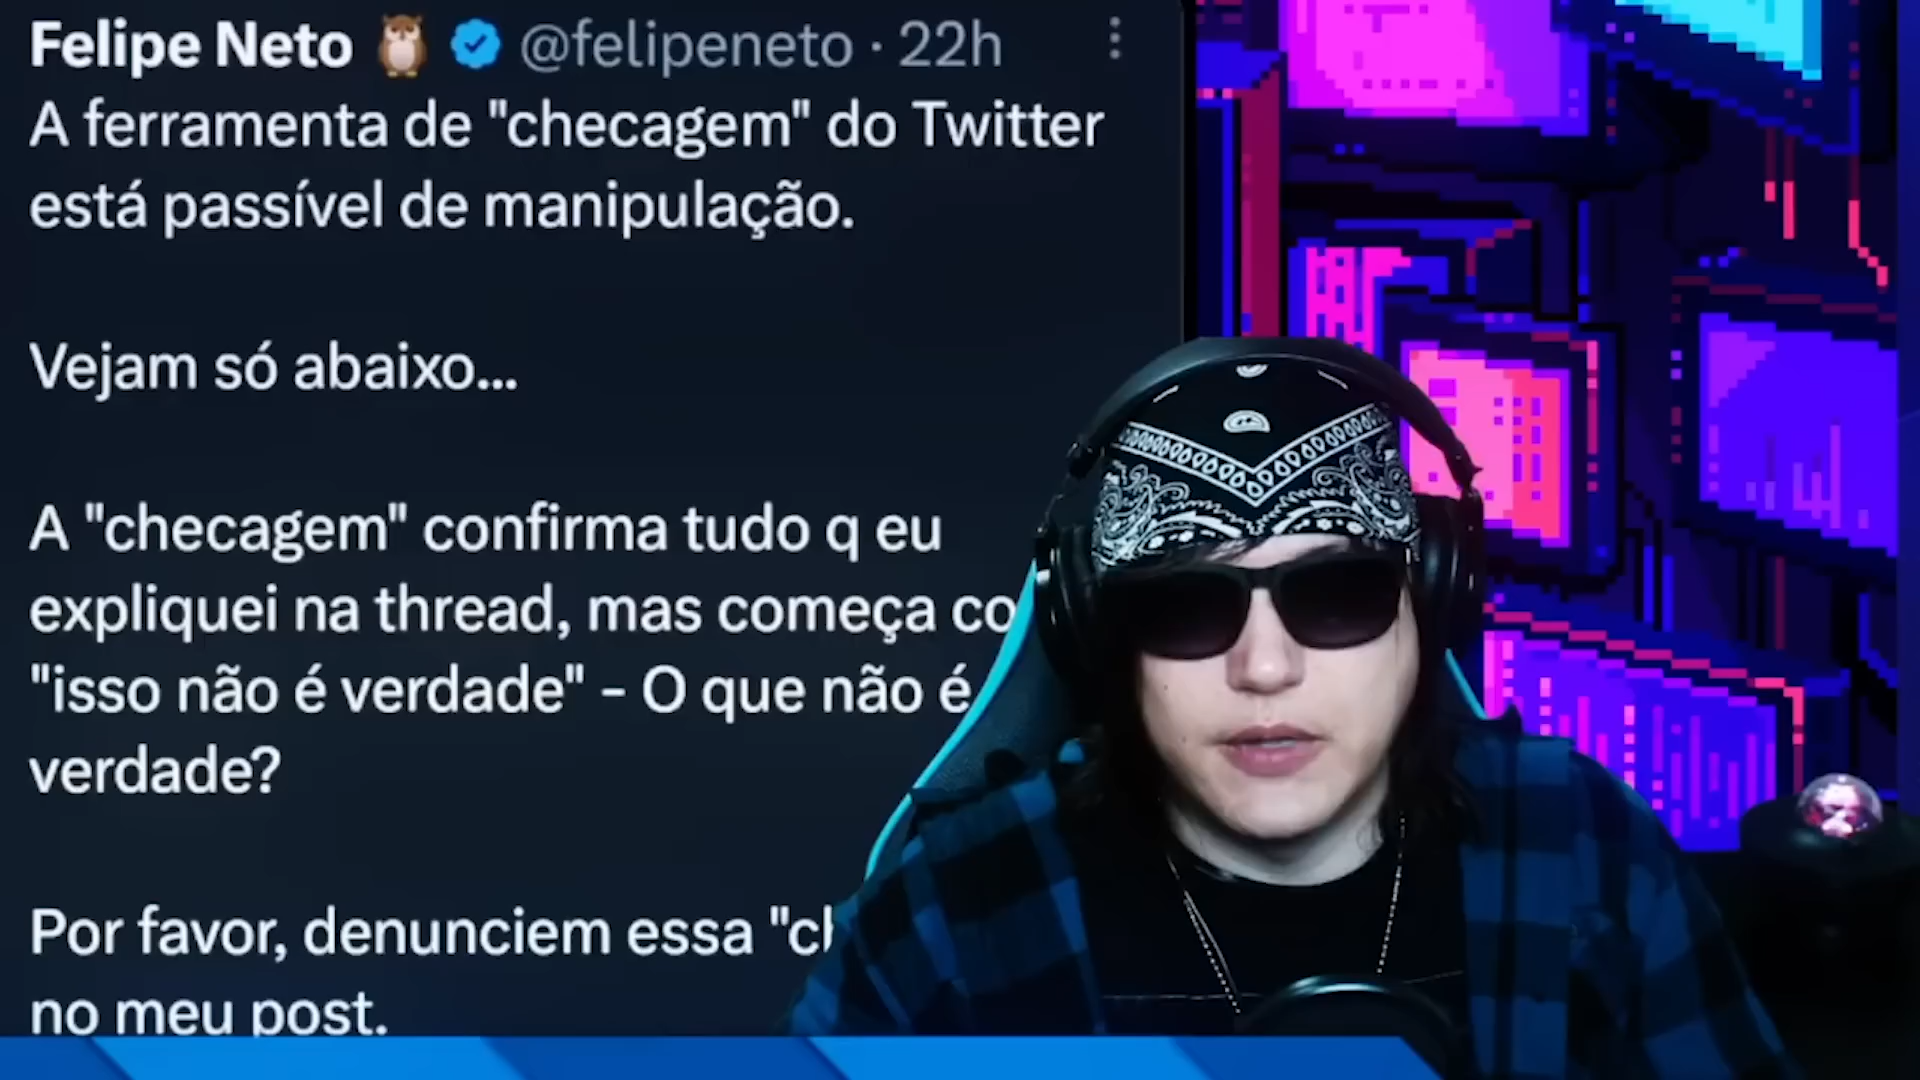 Felipe Neto 🦉 @felipeneto · 22h
A ferramenta de "checagem" do Twitter
está passível de manipulação.
Vejam só abaixo...
A "checagem" confirma tudo q eu
expliquei na thread, mas começa co
"isso não é verdade" - O que não é
verdade?
Por favor, denunciem essa
no meu post.